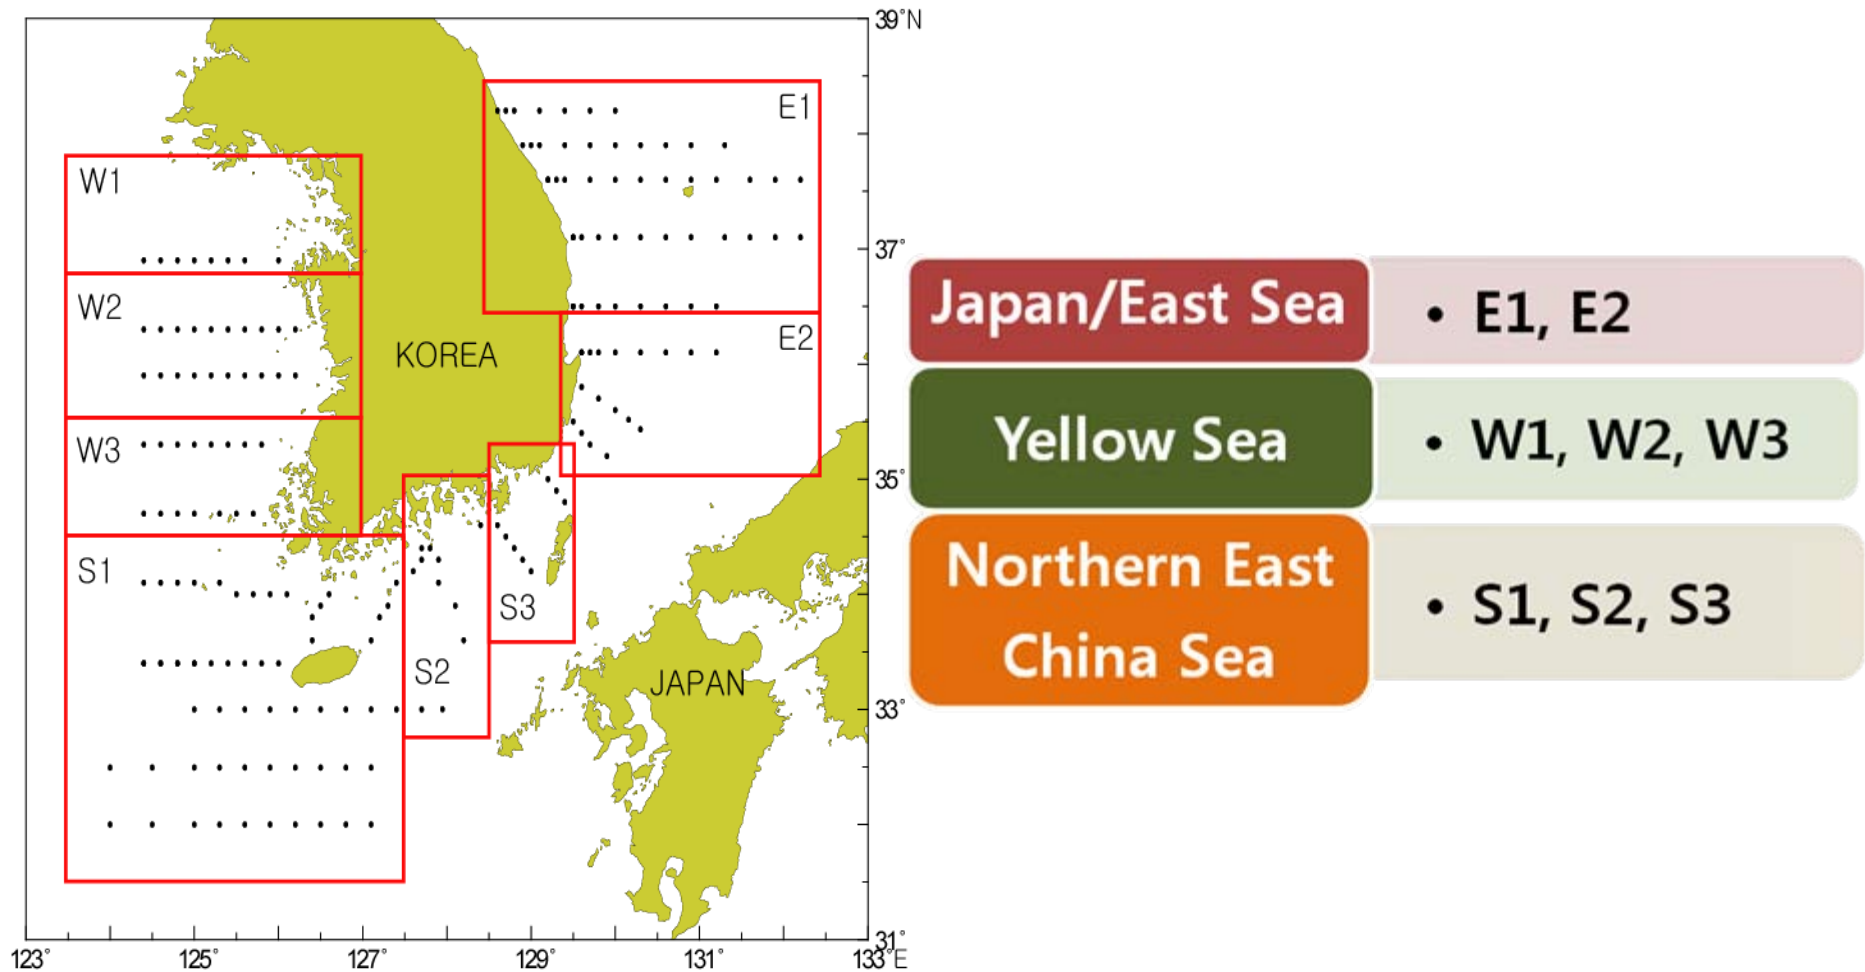 39°N
E1
W1
37°
W2
E2
KOREA
W3
35°
S1
S3
S2
JAPAN
33°
31°
123°
125°
127°
129°
131°
133°E
Japan/East Sea
• E1, E2
Yellow Sea
• W1, W2, W3
Northern East
China Sea
• S1, S2, S3